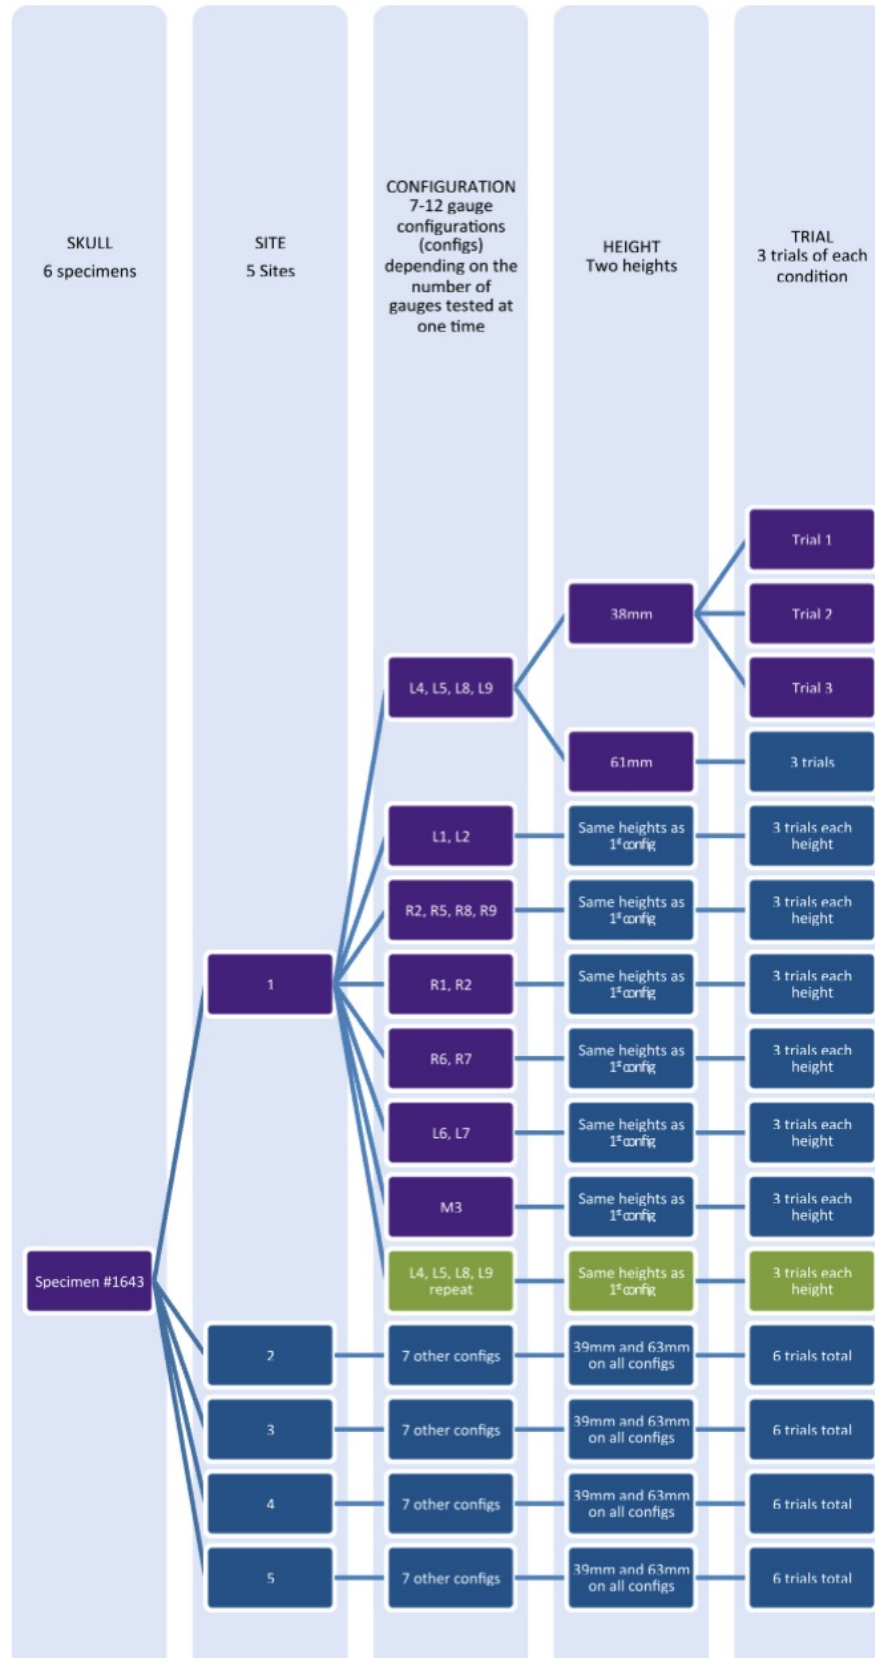 SKULL
6 specimens
SITE
5 Sites
CONFIGURATION
7-12 gauge
configurations
(configs)
depending on the
number of
gauges tested at
one time
HEIGHT
Two heights
TRIAL
3 trials of each
condition
Trial 1
38mm
Trial 2
L4, L5, L8, L9
Trial 3
61mm
3 trials
L1, L2
Same heights as
1st config
3 trials each
height
R2, R5, R8, R9
Same heights as
1st config
3 trials each
height
1
R1, R2
Same heights as
1st config
3 trials each
height
R6, R7
Same heights as
1st config
3 trials each
height
L6, L7
Same heights as
1st config
3 trials each
height
M3
Same heights as
1st config
3 trials each
height
Specimen #1643
L4, L5, L8, L9
repeat
Same heights as
1st config
3 trials each
height
2
7 other configs
39mm and 63mm
on all configs
6 trials total
3
7 other configs
39mm and 63mm
on all configs
6 trials total
4
7 other configs
39mm and 63mm
on all configs
6 trials total
5
7 other configs
39mm and 63mm
on all configs
6 trials total